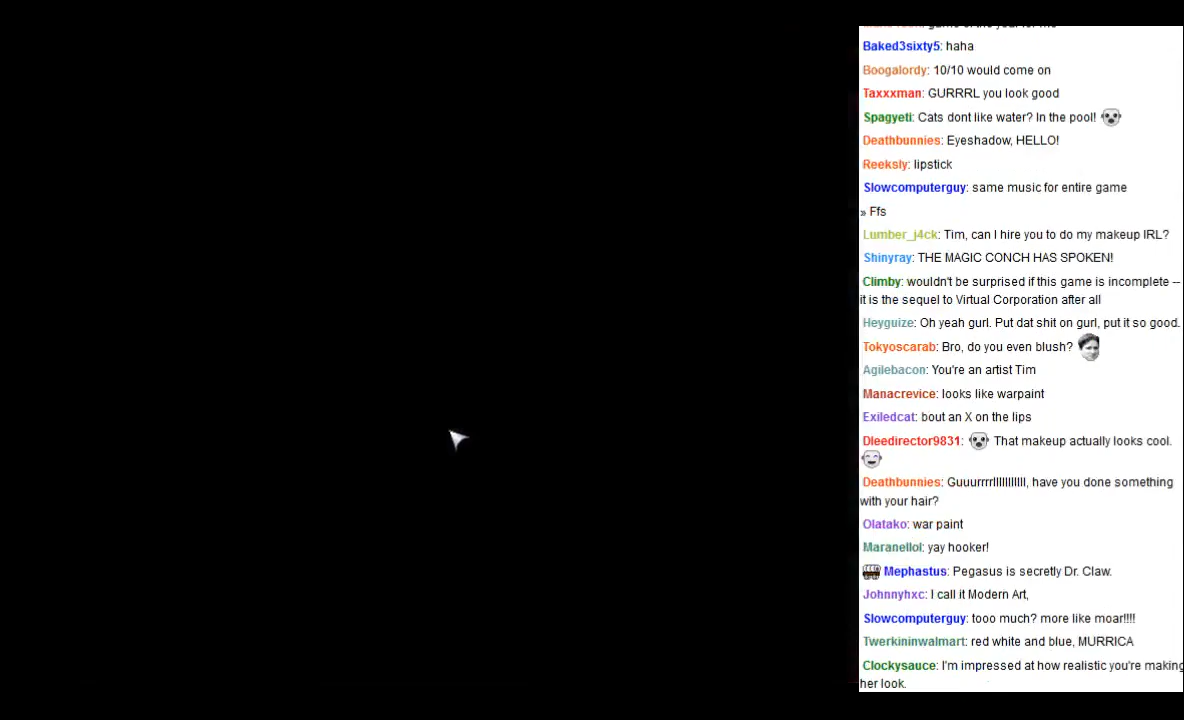 Baked3sixty5: haha
Boogalordy: 10/10 would come on
Taxxxman: GURRRL you look good
Spagyeti: Cats dont like water? In the pool!
Deathbunnies: Eyeshadow, HELLO!
Reeksly: lipstick
Slowcomputerguy: same music for entire game
» Ffs
Lumber_j4ck: Tim, can I hire you to do my makeup IRL?
Shinyray: THE MAGIC CONCH HAS SPOKEN!
Climby: wouldn't be surprised if this game is incomplete --
it is the sequel to Virtual Corporation after all
Heyguize: Oh yeah gurl. Put dat shit on gurl, put it so good.
Tokyoscarab: Bro, do you even blush?
Agilebacon: You're an artist Tim
Manacrevice: looks like warpaint
Exiledcat: bout an X on the lips
Dleedirector9831: That makeup actually looks cool.
Deathbunnies: Guuurrrrlllllllllll, have you done something
with your hair?
Olatako: war paint
Maranellol: yay hooker!
Mephastus: Pegasus is secretly Dr. Claw.
Johnnyhxc: I call it Modern Art,
Slowcomputerguy: tooo much? more like moar!!!!
Twerkininwalmart: red white and blue, MURRICA
Clockysauce: I'm impressed at how realistic you're making
her look.